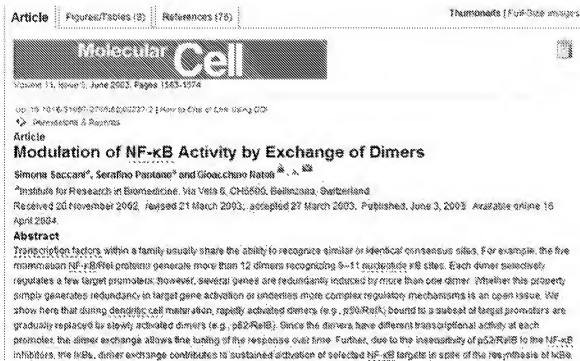 Article Figures/Tables (8) References (75) Thumbnails | Full-Size images
Molecular Cell
Volume 11, Issue 6, June 2003, Pages 1563-1574
Permissions & Reprints
Article
Modulation of NF-κB Activity by Exchange of Dimers
Simona Saccani, Serafino Pantano and Gioacchino Natoli
Institute for Research in Biomedicine, Via Vela 6, CH6500, Bellinzona, Switzerland
Received 20 November 2002, revised 21 March 2003; accepted 27 March 2003. Published: June 3, 2003. Available online 16
April 2004.
Abstract
Transcription factors within a family usually share the ability to recognize similar or identical consensus sites. For example, the five
mammalian NF-κB/Rel proteins generate more than 12 dimers recognizing 9–11 nucleotide κB sites. Each dimer selectively
regulates a few target promoters; however, several genes are redundantly induced by more than one dimer. Whether this property
simply generates redundancy in target gene activation or underlies more complex regulatory mechanisms is an open issue. We
show here that during dendritic cell maturation, rapidly activated dimers (e.g., p50/RelA) bound to a subset of target promoters are
gradually replaced by slowly activated dimers (e.g., p52/RelB). Since the dimers have different transcriptional activity at each
promoter, the dimer exchange allows fine tuning of the response over time. Further, due to the insensitivity of p52/RelB to the NF-κB
inhibitors, the IκBs, dimer exchange contributes to sustained activation of selected NF-κB targets in spite of the resynthesis of IκBα.